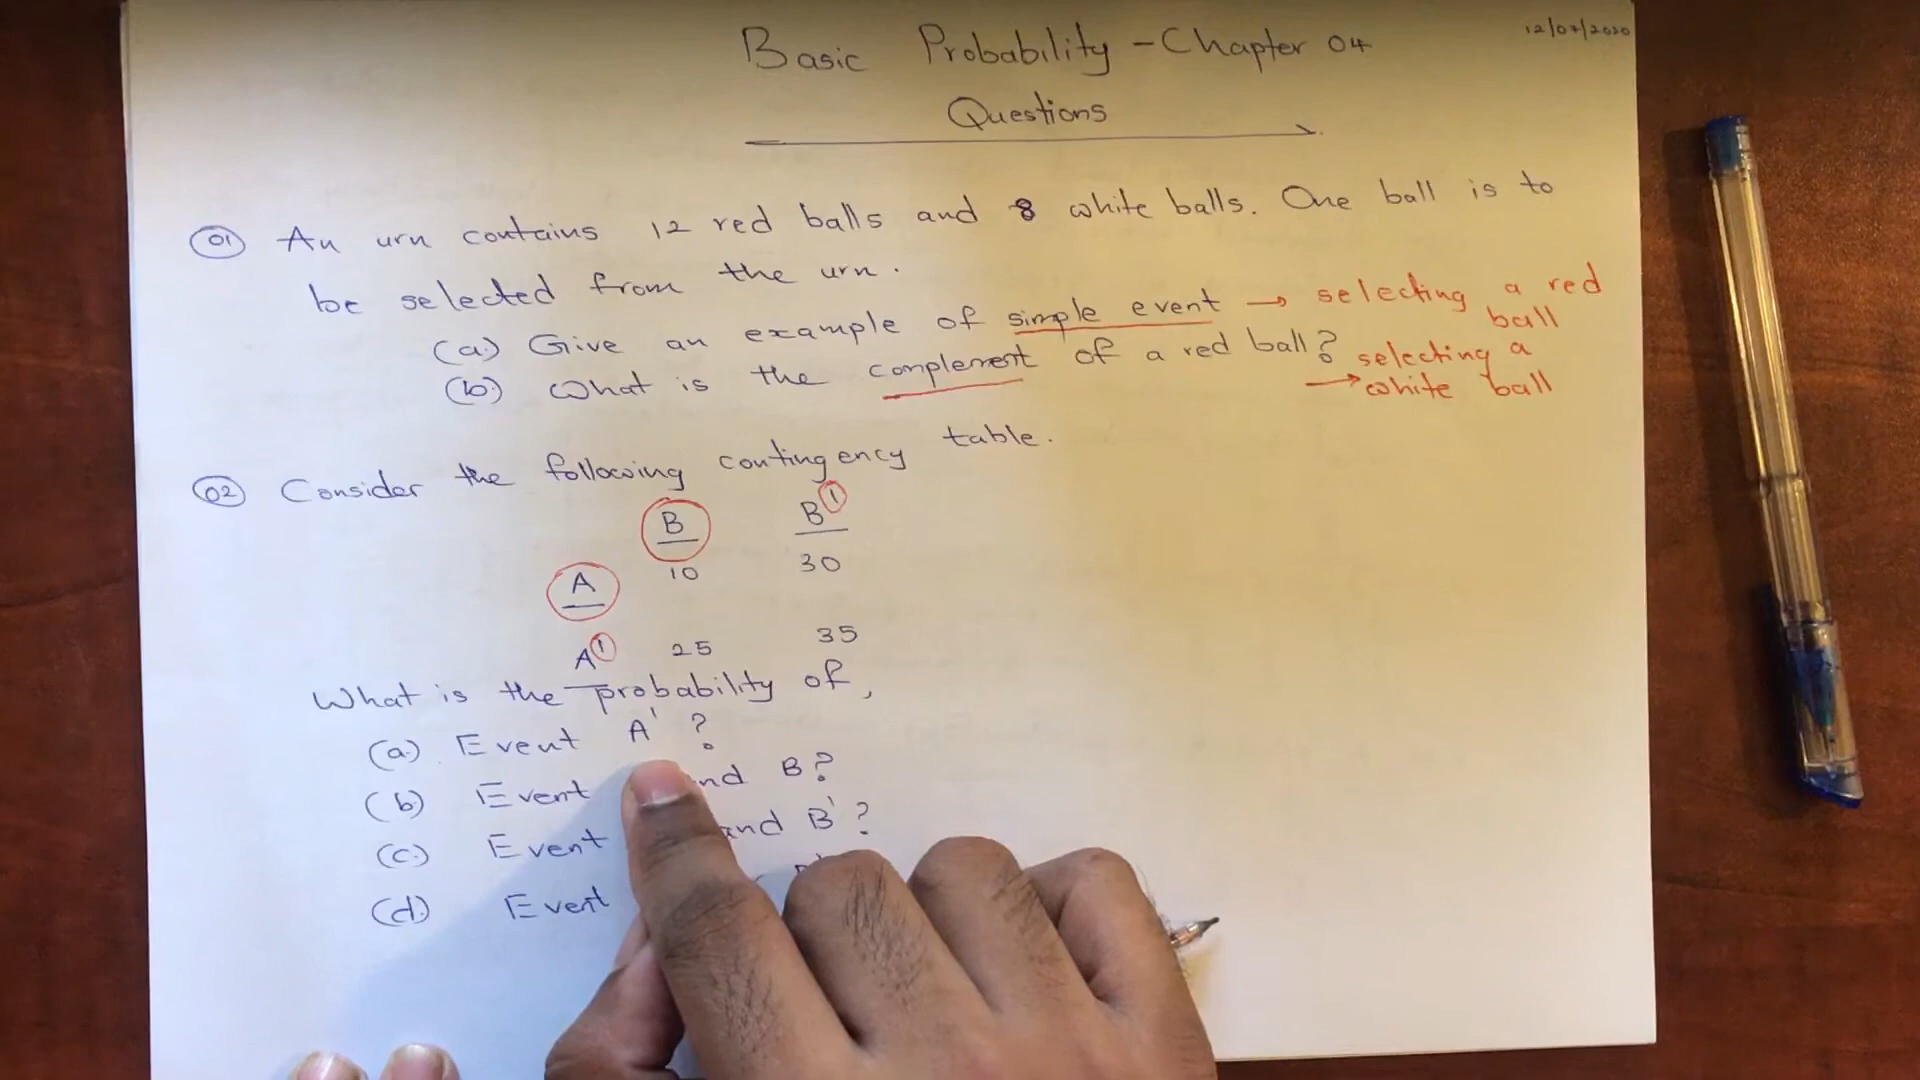 Basic Probability - Chapter 04
12/07/2020
Questions
01 An urn contains 12 red balls and 8 white balls. One ball is to
be selected from the urn.
(a.) Give an example of simple event → selecting a red
ball
(b.) What is the complement of a red ball?
→ selecting a
white ball
02 Consider the following contingency table.
B B'
A 10 30
A' 25 35
What is the probability of,
(a.) Event A' ?
(b.) Event and B?
(c.) Event and B' ?
(d.) Event